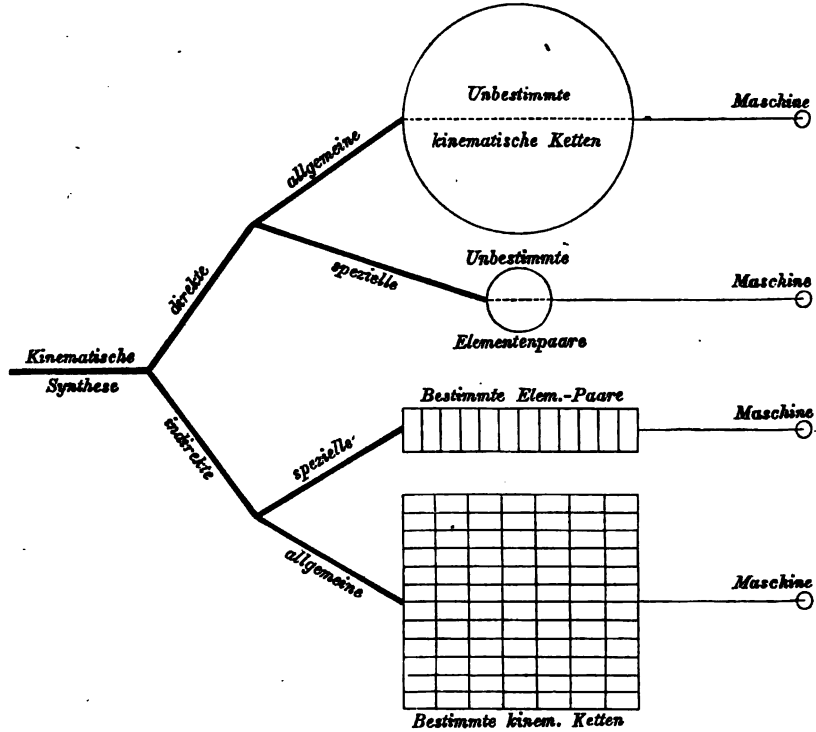 Unbestimmte
kinematische Ketten
Maschine
allgemeine
direkte
spezielle
Unbestimmte
Elementenpaare
Maschine
Kinematische
Synthese
indirekte
spezielle
Bestimmte Elem.-Paare
Maschine
allgemeine
Maschine
Bestimmte kinem. Ketten